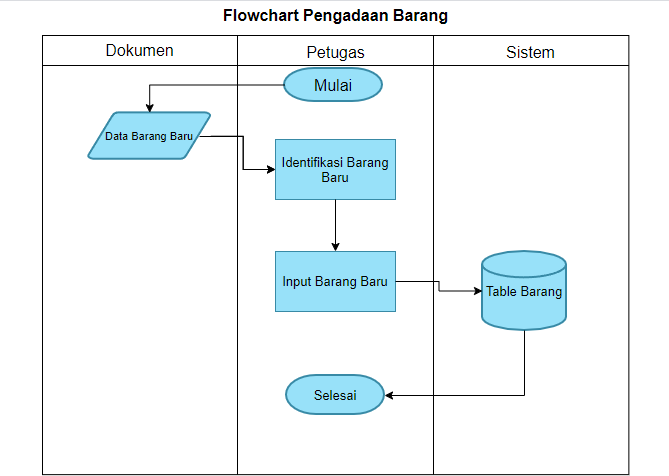 Flowchart Pengadaan Barang
Dokumen
Petugas
Sistem
Mulai
Data Barang Baru
Identifikasi Barang
Baru
Input Barang Baru
Table Barang
Selesai